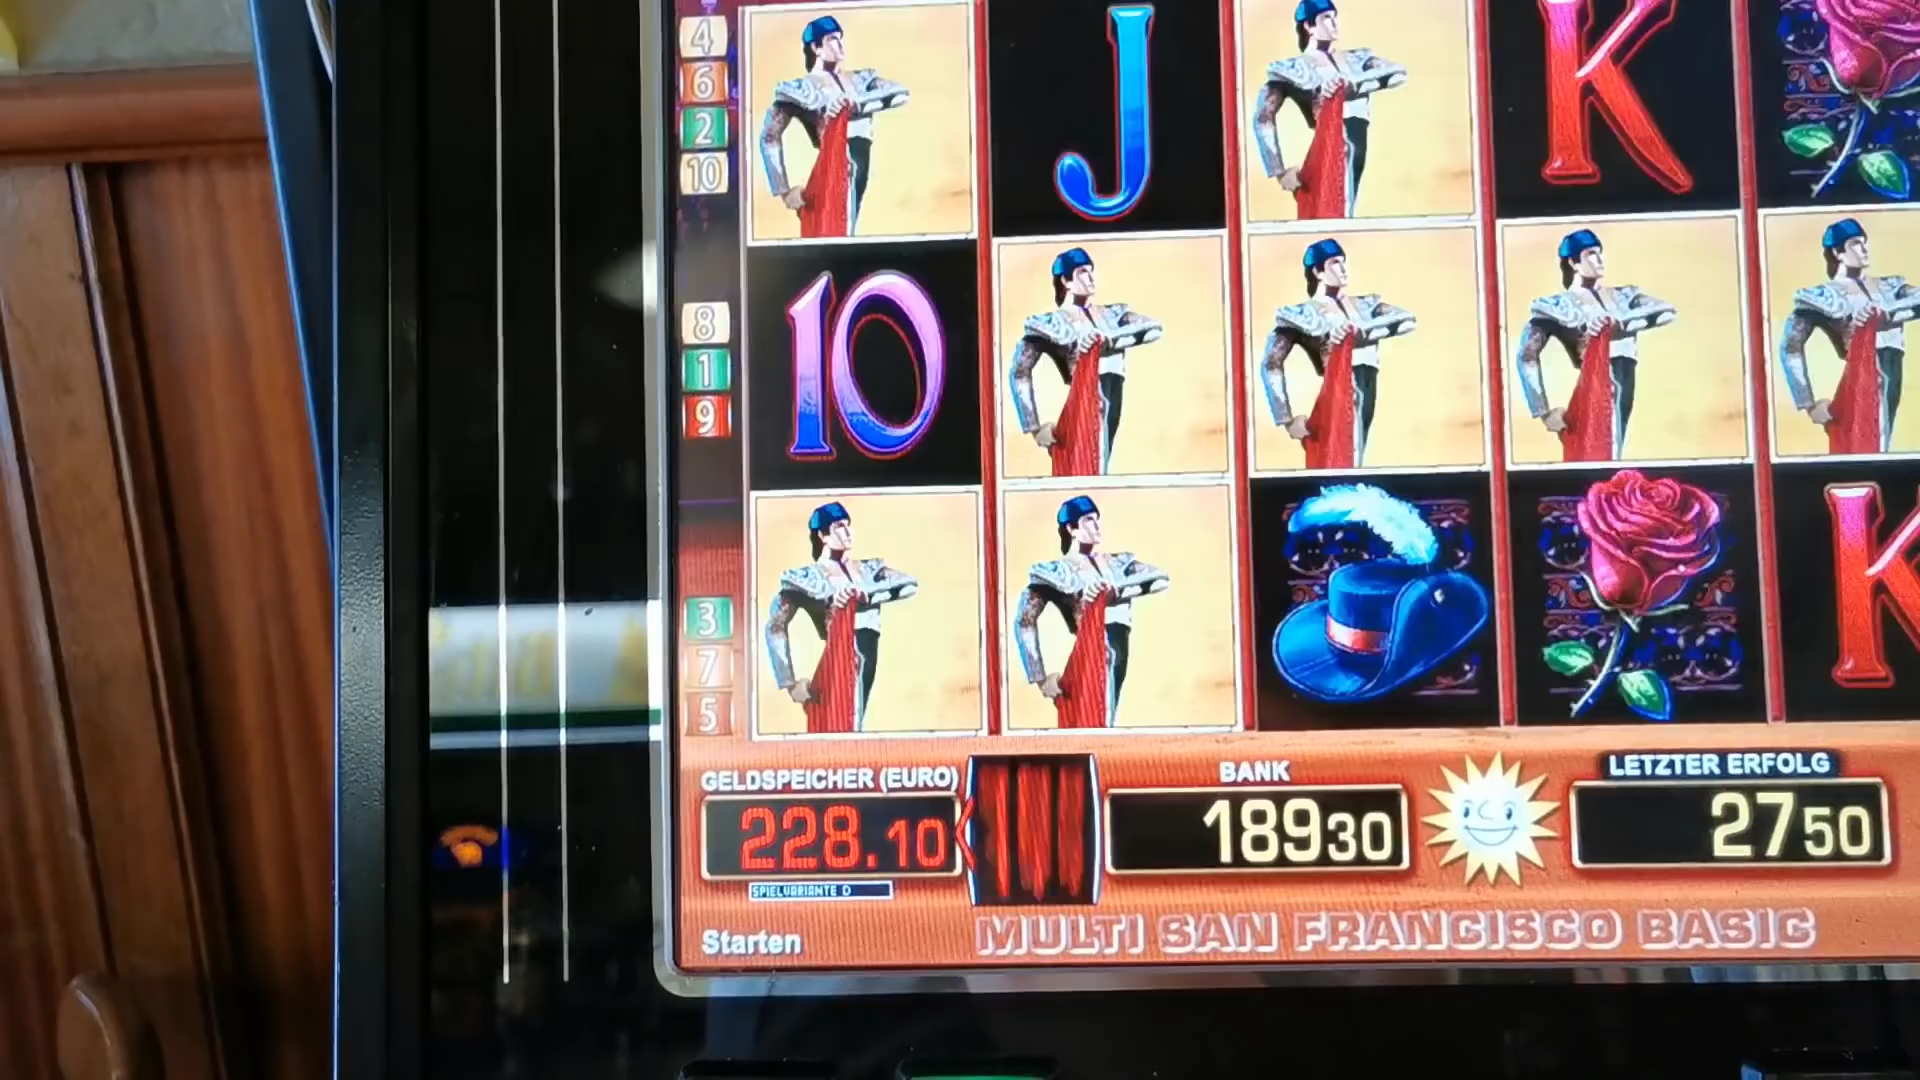 4
6
2
10
J
K
8
1
9
10
3
7
5
K
GELDSPEICHER (EURO)
228.10
BANK
18930
LETZTER ERFOLG
2750
SPIELVARIANTE D
Starten
MULTI SAN FRANCISCO BASIC